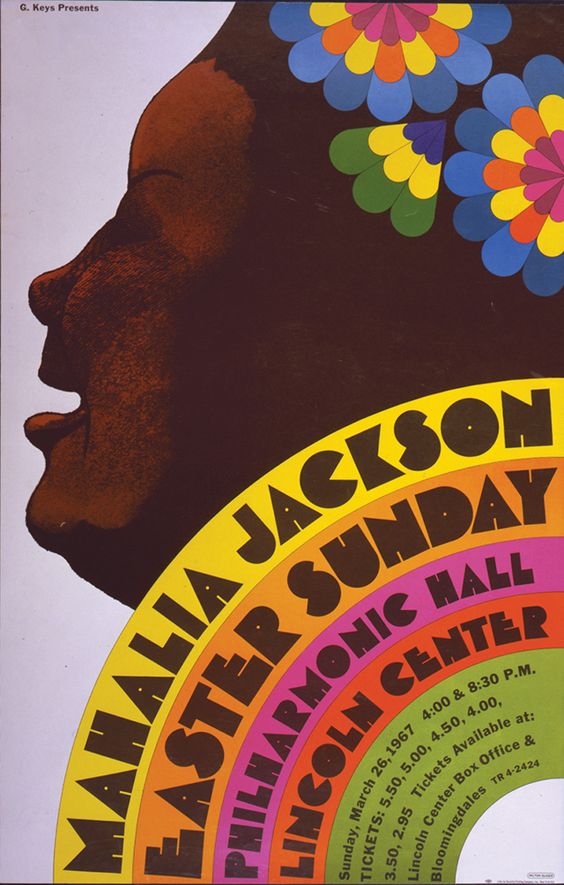 G. Keys Presents
MAHALIA JACKSON
EASTER SUNDAY
PHILHARMONIC HALL
LINCOLN CENTER
Sunday, March 26, 1967 4:00 & 8:30 P.M.
TICKETS: 5.50, 5.00, 4.50, 4.00,
3.50, 2.95 Tickets Available at:
Lincoln Center Box Office &
Bloomingdales TR 4-2424